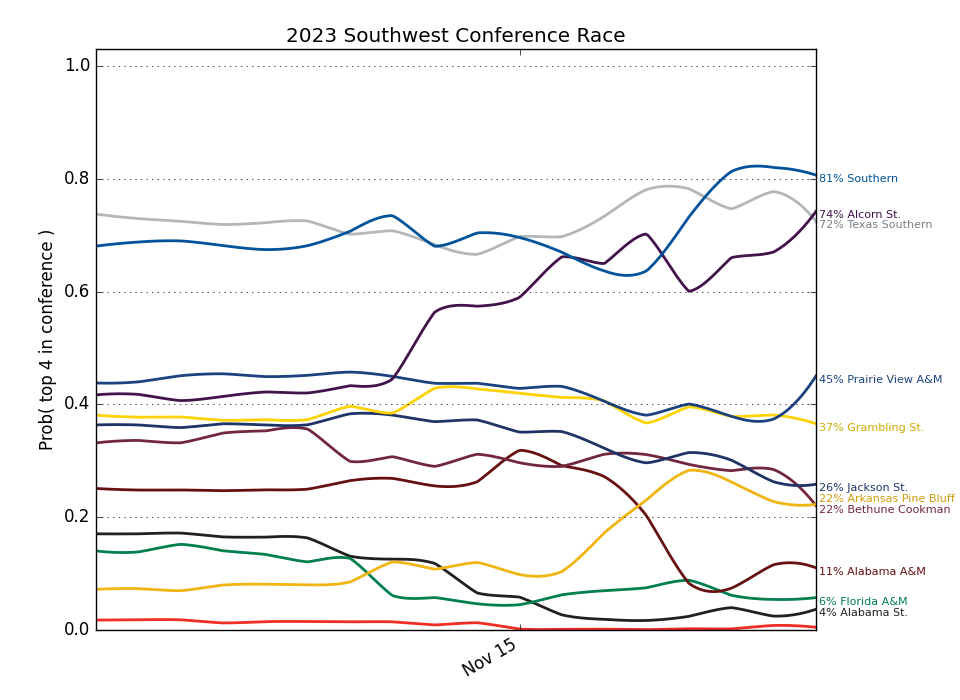 2023 Southwest Conference Race
Prob( top 4 in conference )
1.0
0.8
0.6
0.4
0.2
0.0
Nov 15
81% Southern
74% Alcorn St.
72% Texas Southern
45% Prairie View A&M
37% Grambling St.
26% Jackson St.
22% Arkansas Pine Bluff
22% Bethune Cookman
11% Alabama A&M
6% Florida A&M
4% Alabama St.